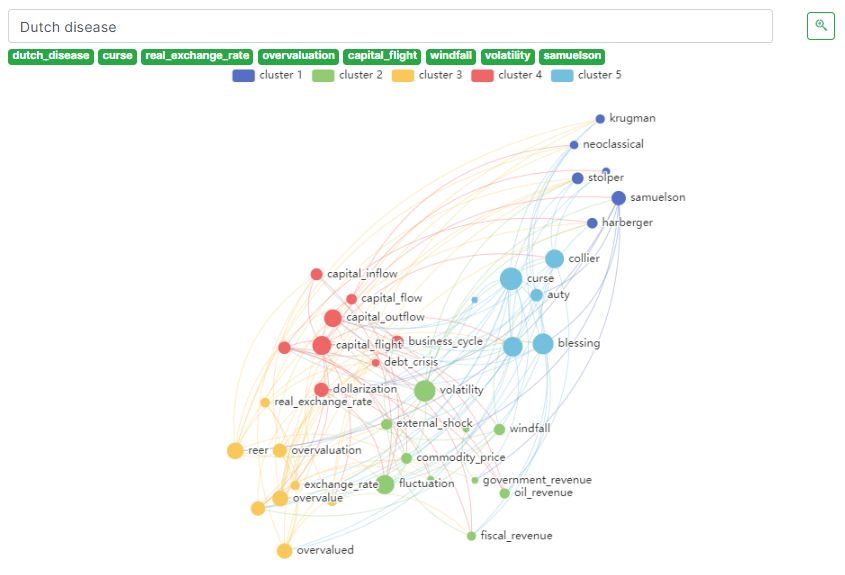 Dutch disease
dutch_disease curse real_exchange_rate overvaluation capital_flight windfall volatility samuelson
cluster 1 cluster 2 cluster 3 cluster 4 cluster 5
krugman
neoclassical
stolper
samuelson
harberger
collier
capital_inflow
curse
auty
capital_flow
capital_outflow
business_cycle
blessing
capital_flight
debt_crisis
dollarization
volatility
real_exchange_rate
external_shock
windfall
reer
overvaluation
commodity_price
government_revenue
exchange_rate
fluctuation
oil_revenue
overvalue
fiscal_revenue
overvalued